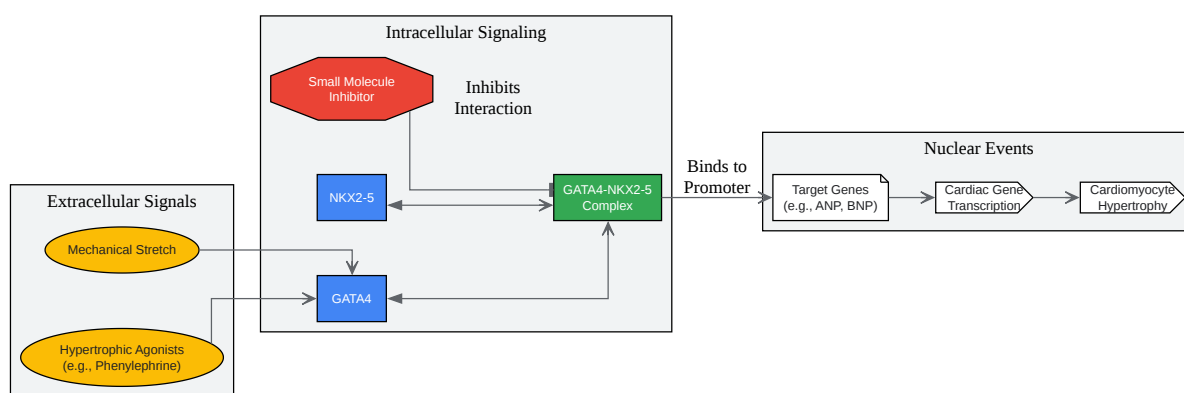 Extracellular Signals
Mechanical Stretch
Hypertrophic Agonists
(e.g., Phenylephrine)
Intracellular Signaling
Small Molecule
Inhibitor
Inhibits
Interaction
NKX2-5
GATA4
GATA4-NKX2-5
Complex
Binds to
Promoter
Nuclear Events
Target Genes
(e.g., ANP, BNP)
Cardiac Gene
Transcription
Cardiomyocyte
Hypertrophy